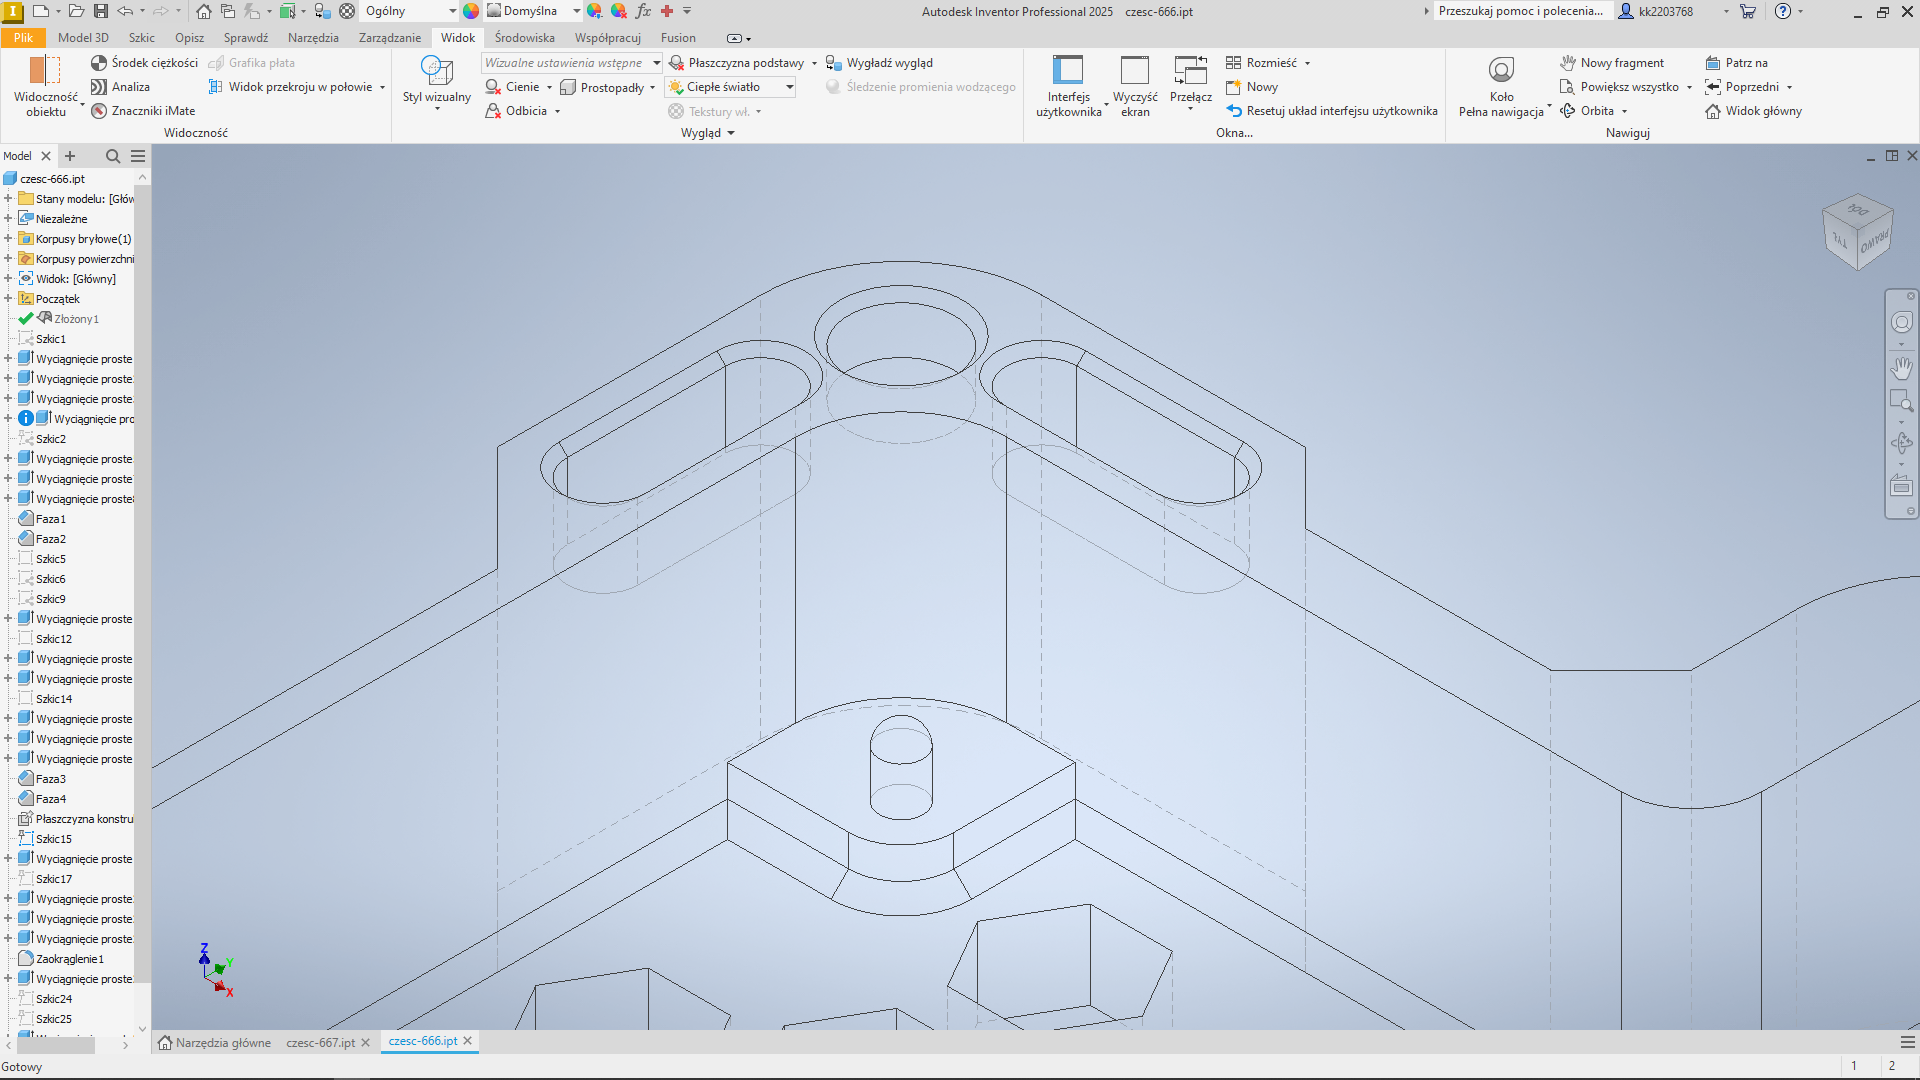 Ogólny
Domyślna
Autodesk Inventor Professional 2025 czesc-666.ipt
Przeszukaj pomoc i polecenia...
kk2203768
Plik Model 3D Szkic Opisz Sprawdź Narzędzia Zarządzanie Widok Środowiska Współpracuj Fusion
Widoczność obiektu
Środek ciężkości
Analiza
Znaczniki iMate
Grafika płata
Widok przekroju w połowie
Widoczność
Styl wizualny
Wizualne ustawienia wstępne
Cienie
Odbicia
Prostopadły
Płaszczyzna podstawy
Ciepłe światło
Tekstury wł.
Wygładź wygląd
Śledzenie promienia wodzącego
Wygląd
Interfejs użytkownika
Wyczyść ekran
Przełącz
Rozmieść
Nowy
Resetuj układ interfejsu użytkownika
Okna...
Koło
Pełna nawigacja
Nowy fragment
Powiększ wszystko
Orbita
Patrz na
Poprzedni
Widok główny
Nawiguj
Model
czesc-666.ipt
Stany modelu: [Głów
Niezależne
Korpusy bryłowe(1)
Korpusy powierzchni
Widok: [Główny]
Początek
Złożony1
Szkic1
Wyciągnięcie proste
Wyciągnięcie proste
Wyciągnięcie proste
Wyciągnięcie pro
Szkic2
Wyciągnięcie proste
Wyciągnięcie proste
Wyciągnięcie proste
Faza1
Faza2
Szkic5
Szkic6
Szkic9
Wyciągnięcie proste
Szkic12
Wyciągnięcie proste
Wyciągnięcie proste
Szkic14
Wyciągnięcie proste
Wyciągnięcie proste
Wyciągnięcie proste
Faza3
Faza4
Płaszczyzna konstru
Szkic15
Wyciągnięcie proste
Szkic17
Wyciągnięcie proste
Wyciągnięcie proste
Wyciągnięcie proste
Zaokrąglenie1
Wyciągnięcie proste
Szkic24
Szkic25
DÓŁ
TYŁ
PRAWO
Z
Y
X
Narzędzia główne
czesc-667.ipt
czesc-666.ipt
Gotowy
1
2